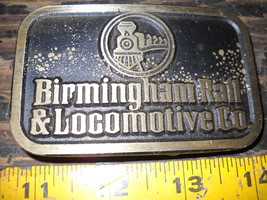 Birmingham Rail
& Locomotive Co
11 12 13 14